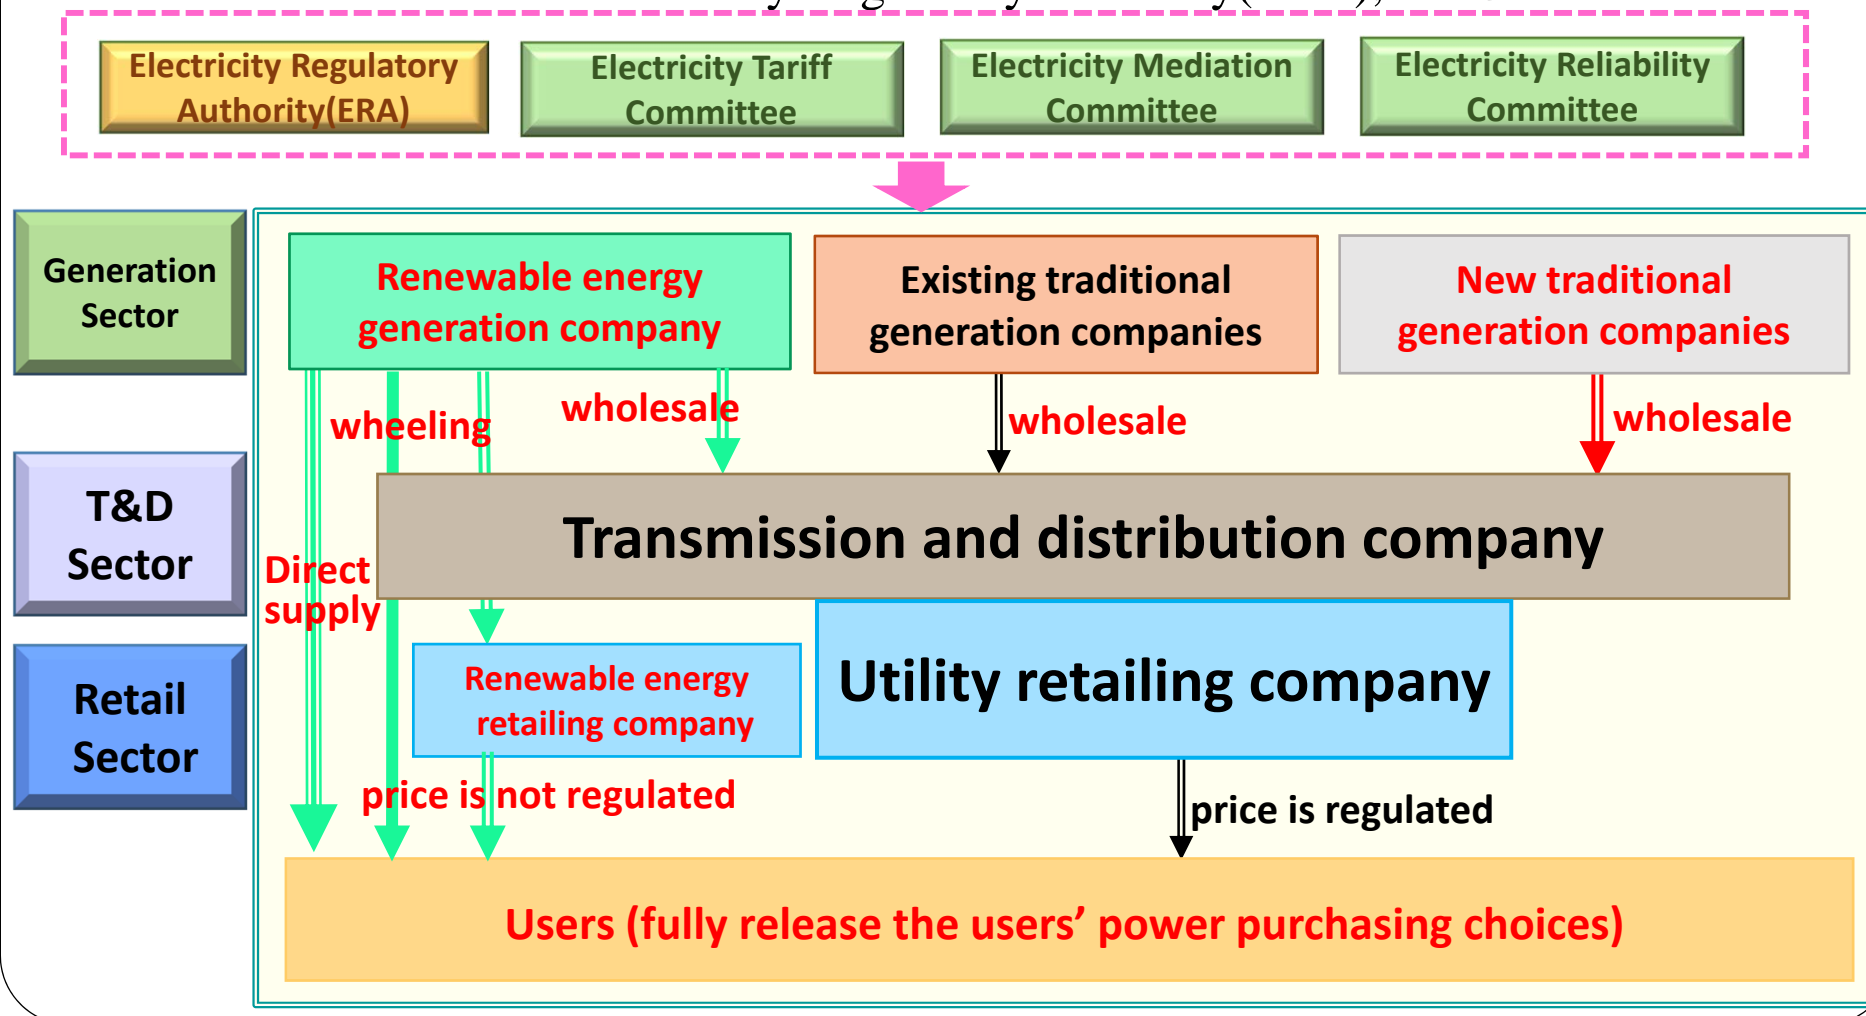 Electricity Regulatory
Authority(ERA)
Electricity Tariff
Committee
Electricity Mediation
Committee
Electricity Reliability
Committee
Generation
Sector
Renewable energy
generation company
Existing traditional
generation companies
New traditional
generation companies
wheeling
wholesale
wholesale
wholesale
T&D
Sector
Transmission and distribution company
Direct
supply
Retail
Sector
Renewable energy
retailing company
Utility retailing company
price is not regulated
price is regulated
Users (fully release the users’ power purchasing choices)